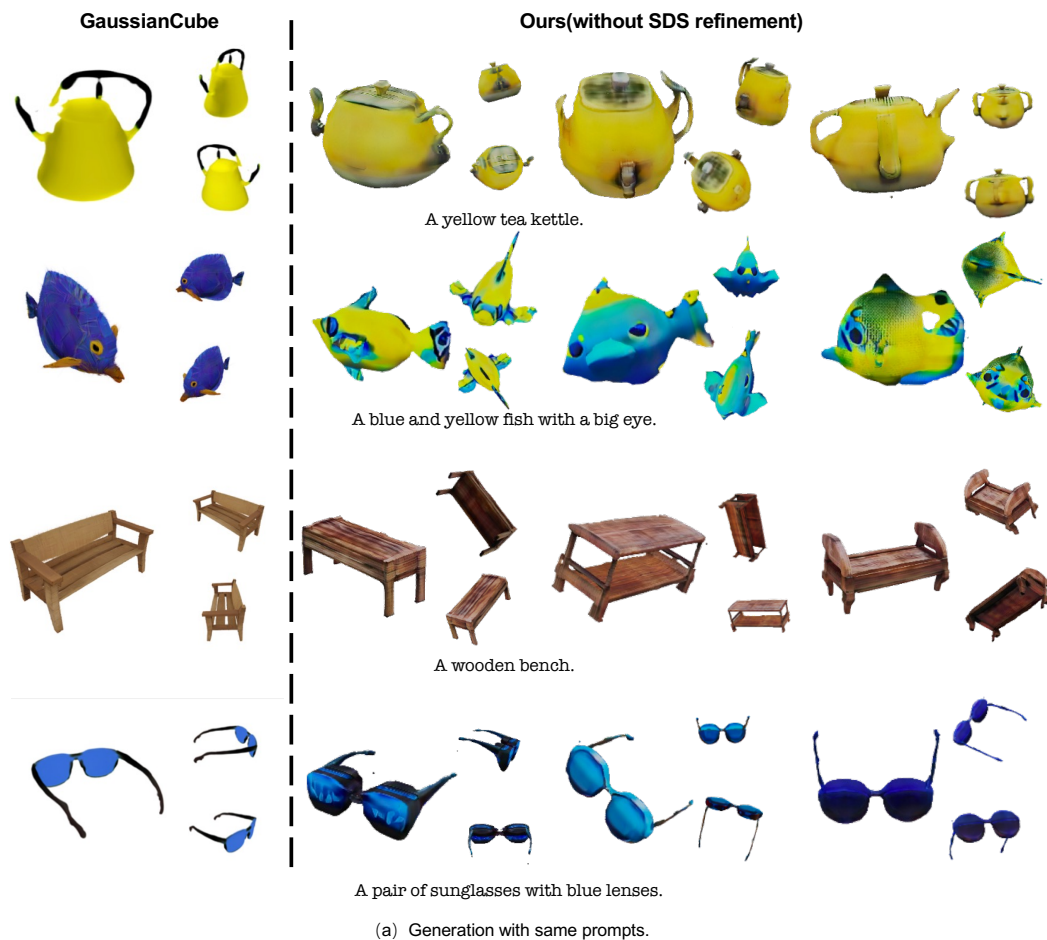 GaussianCube
Ours(without SDS refinement)
A yellow tea kettle.
A blue and yellow fish with a big eye.
A wooden bench.
A pair of sunglasses with blue lenses.
(a) Generation with same prompts.